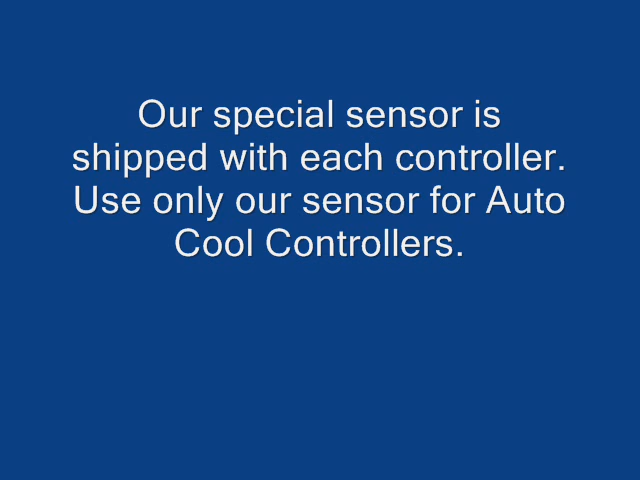 Our special sensor is
shipped with each controller.
Use only our sensor for Auto
Cool Controllers.